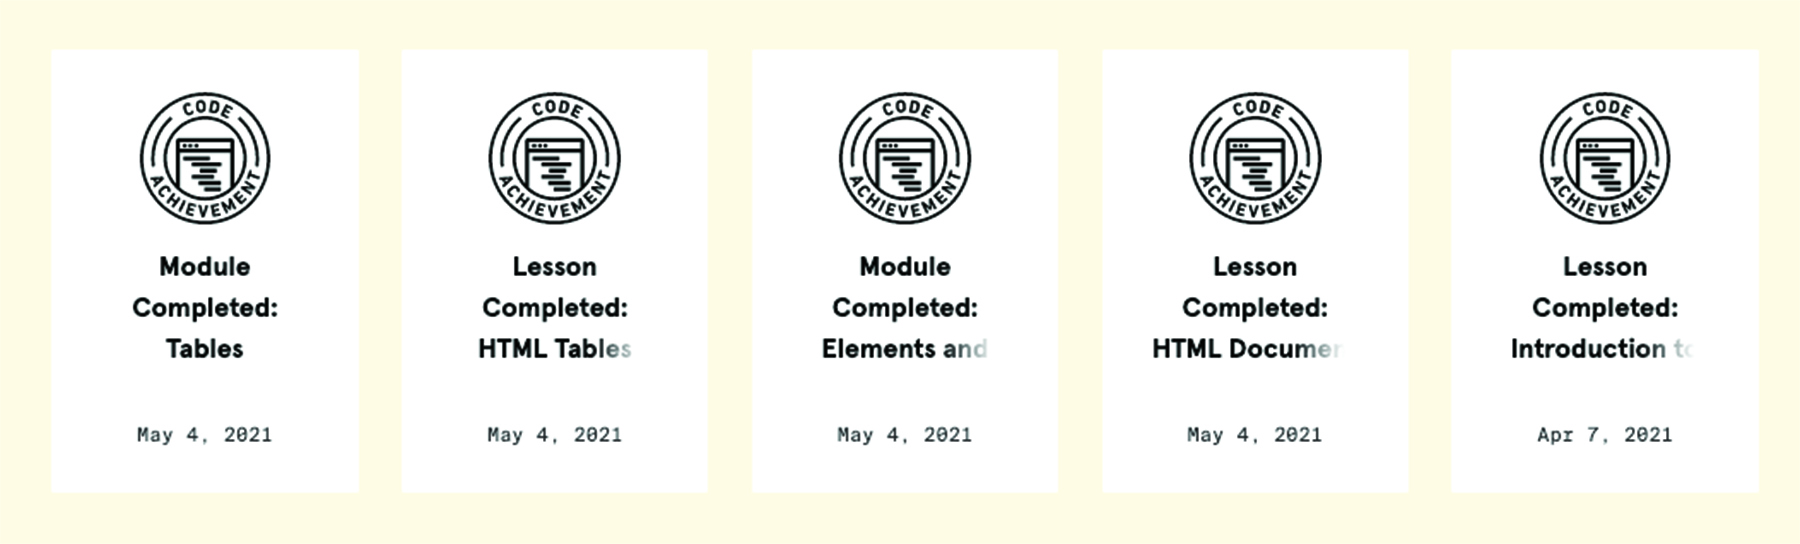 CODE
ACHIEVEMENT
Module
Completed:
Tables
May 4, 2021
CODE
ACHIEVEMENT
Lesson
Completed:
HTML Tables
May 4, 2021
CODE
ACHIEVEMENT
Module
Completed:
Elements and
May 4, 2021
CODE
ACHIEVEMENT
Lesson
Completed:
HTML Documen
May 4, 2021
CODE
ACHIEVEMENT
Lesson
Completed:
Introduction to
Apr 7, 2021